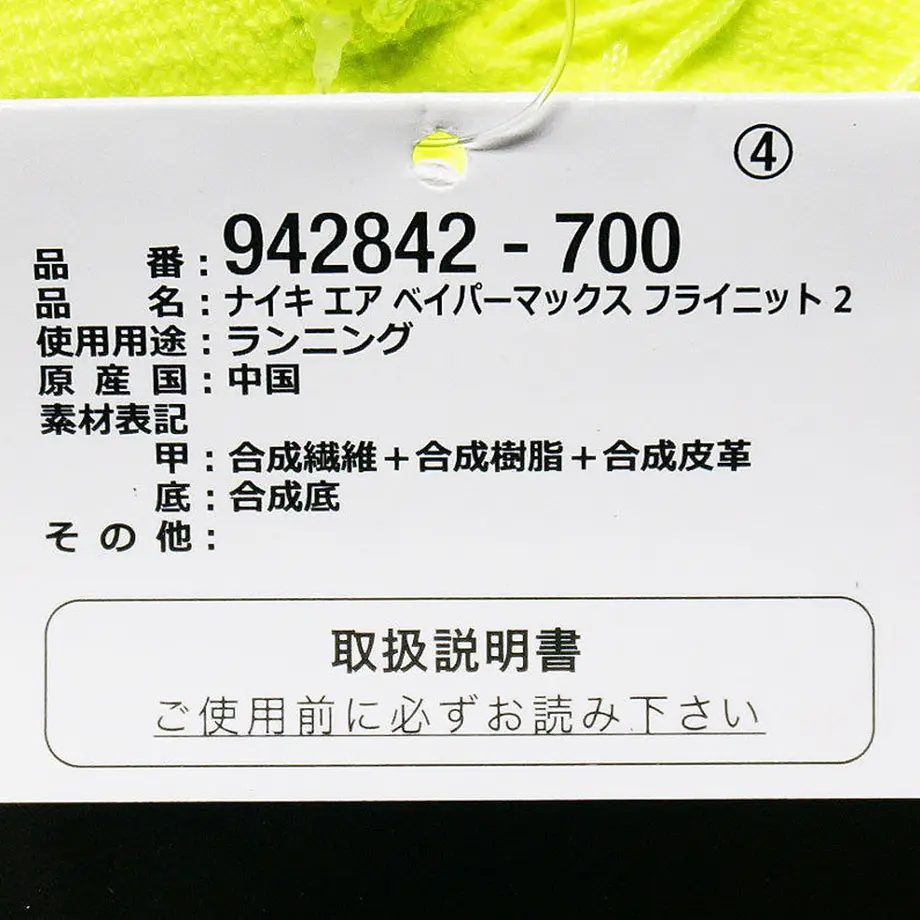 ④
品番：942842-700
品名：ナイキ エア ベイパーマックス フライニット 2
使用用途：ランニング
原産国：中国
素材表記
甲：合成繊維＋合成樹脂＋合成皮革
底：合成底
その他：
取扱説明書
ご使用前に必ずお読み下さい